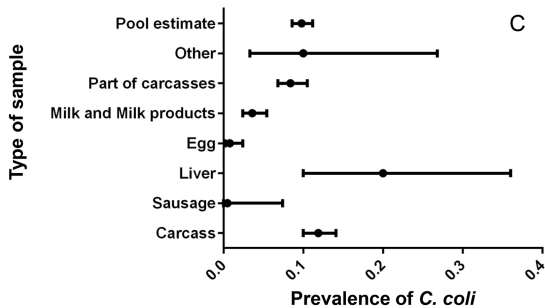 C
Type of sample
Pool estimate
Other
Part of carcasses
Milk and Milk products
Egg
Liver
Sausage
Carcass
0.0 0.1 0.2 0.3 0.4
Prevalence of C. coli